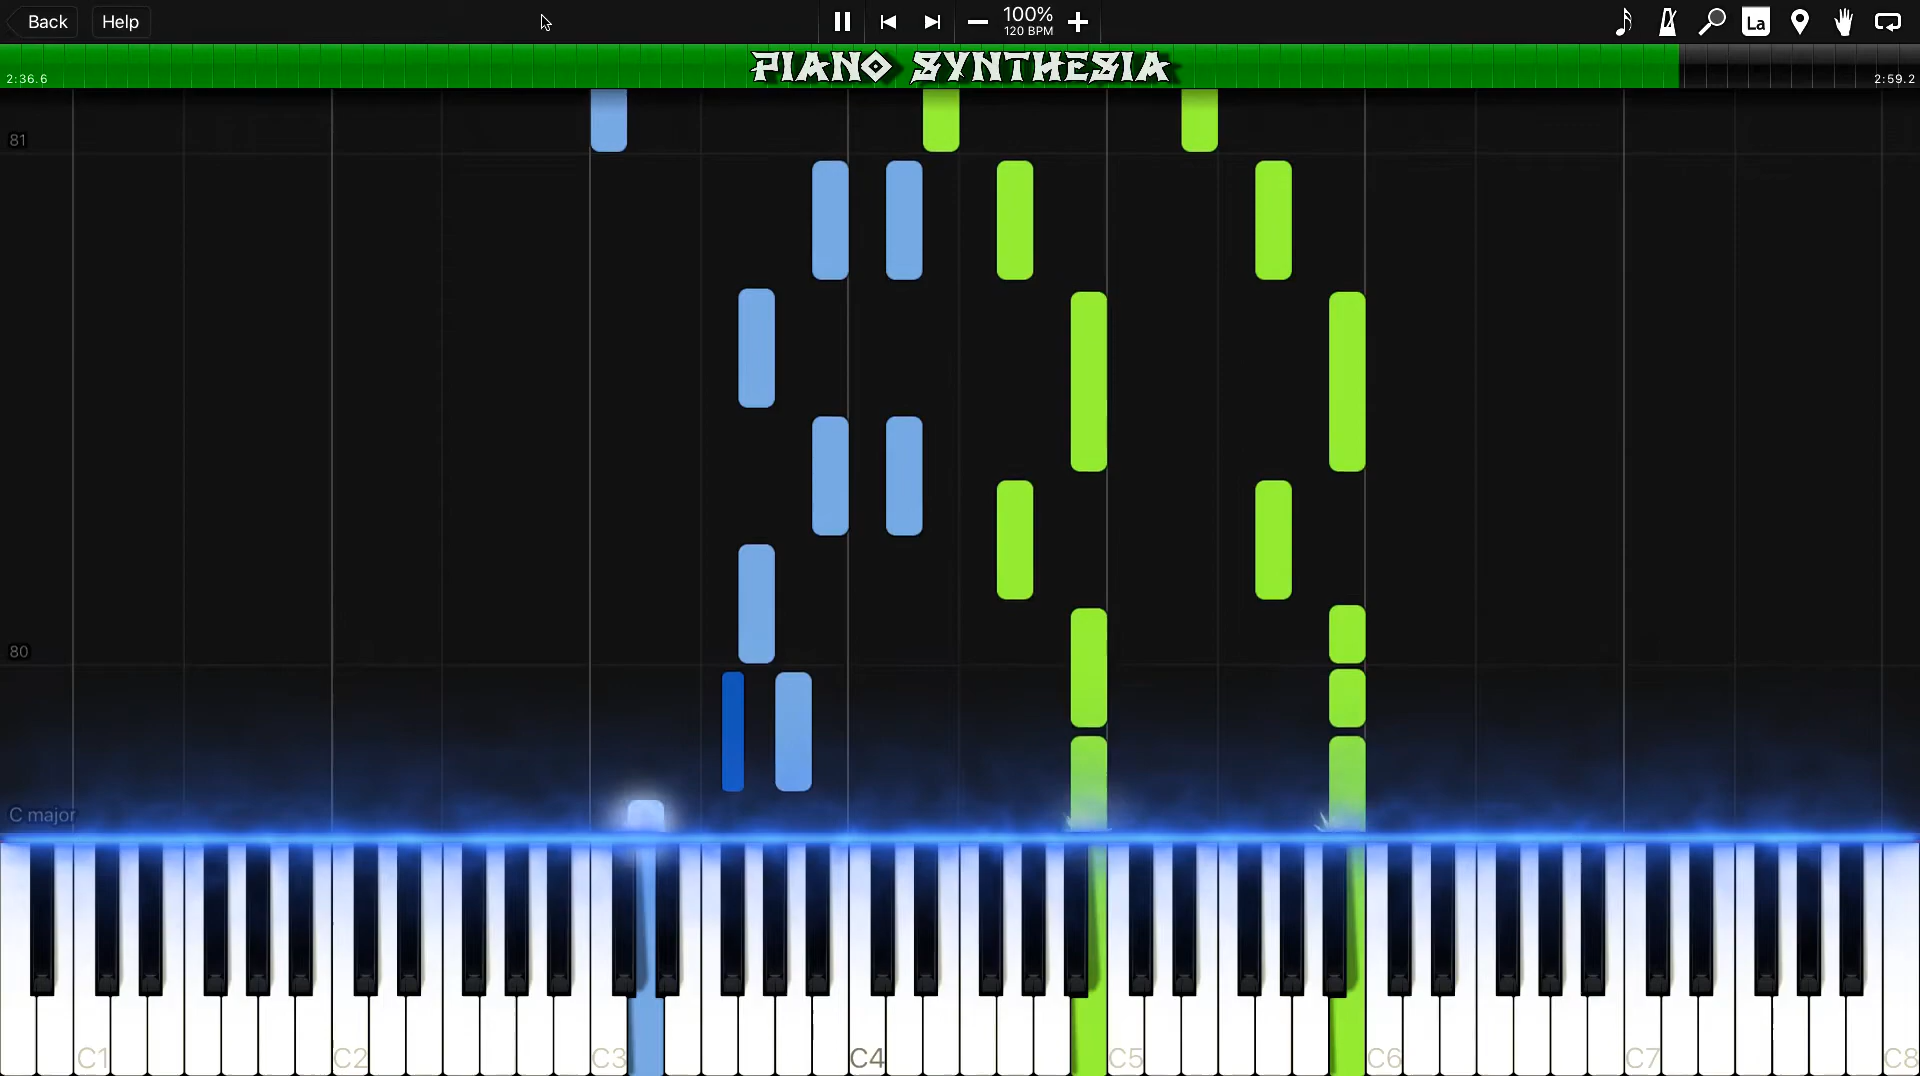 Back
Help
100%
120 BPM
La
2:36.6
PIANO SYNTHESIA
2:59.2
81
80
C major
C1
C2
C3
C4
C5
C6
C7
C8